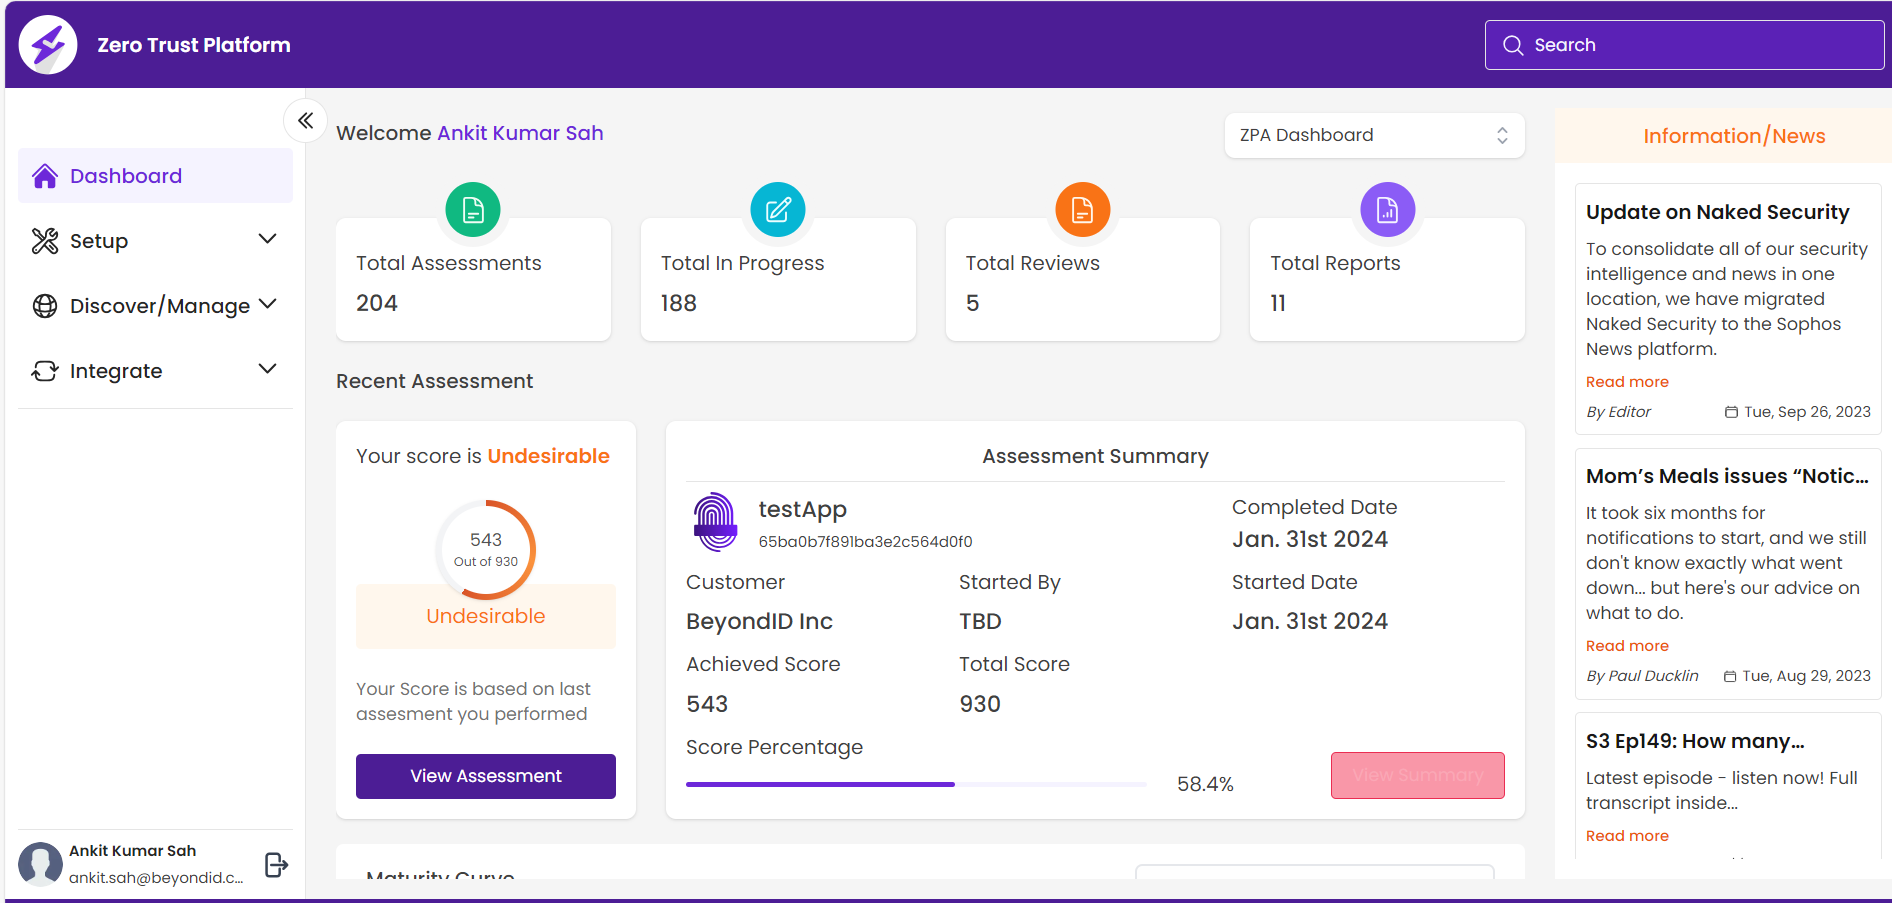 Zero Trust Platform
Search
Dashboard
Setup
Discover/Manage
Integrate
Ankit Kumar Sah
ankit.sah@beyondid.c...
Welcome Ankit Kumar Sah
ZPA Dashboard
Total Assessments
204
Total In Progress
188
Total Reviews
5
Total Reports
11
Recent Assessment
Your score is Undesirable
543
Out of 930
Undesirable
Your Score is based on last
assesment you performed
View Assessment
Assessment Summary
testApp
65ba0b7f891ba3e2c564d0f0
Completed Date
Jan. 31st 2024
Customer
BeyondID Inc
Started By
TBD
Started Date
Jan. 31st 2024
Achieved Score
543
Total Score
930
Score Percentage
58.4%
View Summary
Maturity Curve
Information/News
Update on Naked Security
To consolidate all of our security
intelligence and news in one
location, we have migrated
Naked Security to the Sophos
News platform.
Read more
By Editor
Tue, Sep 26, 2023
Mom’s Meals issues “Notic...
It took six months for
notifications to start, and we still
don't know exactly what went
down... but here's our advice on
what to do.
Read more
By Paul Ducklin
Tue, Aug 29, 2023
S3 Ep149: How many...
Latest episode - listen now! Full
transcript inside...
Read more